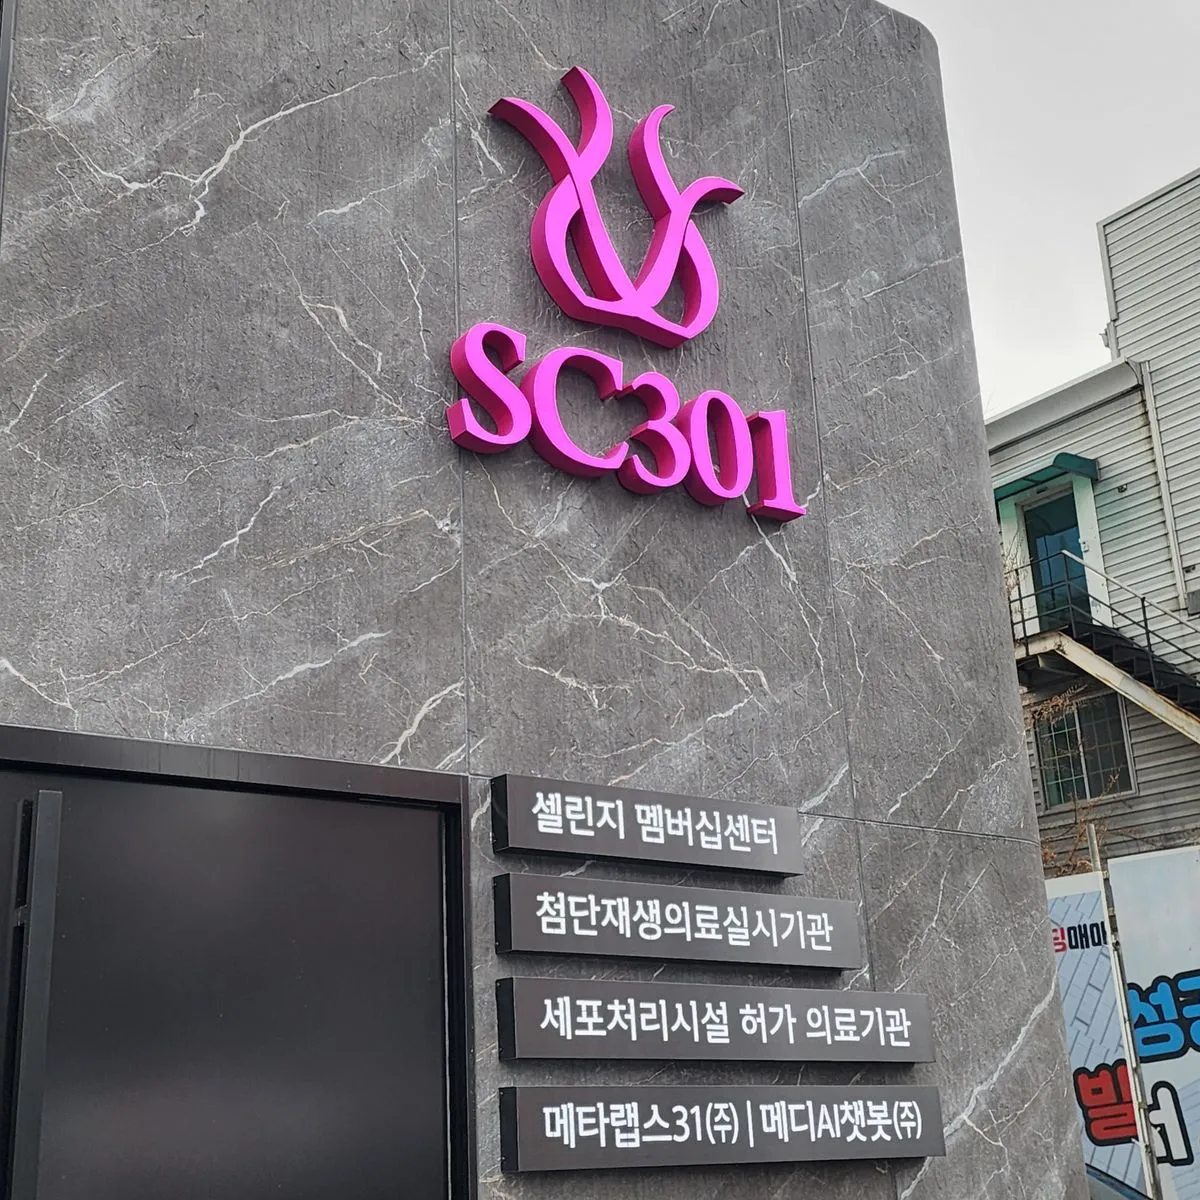 SC301
셀린지 멤버십센터
첨단재생의료실시기관
세포처리시설 허가 의료기관
메타랩스31(주) | 메디AI챗봇(주)